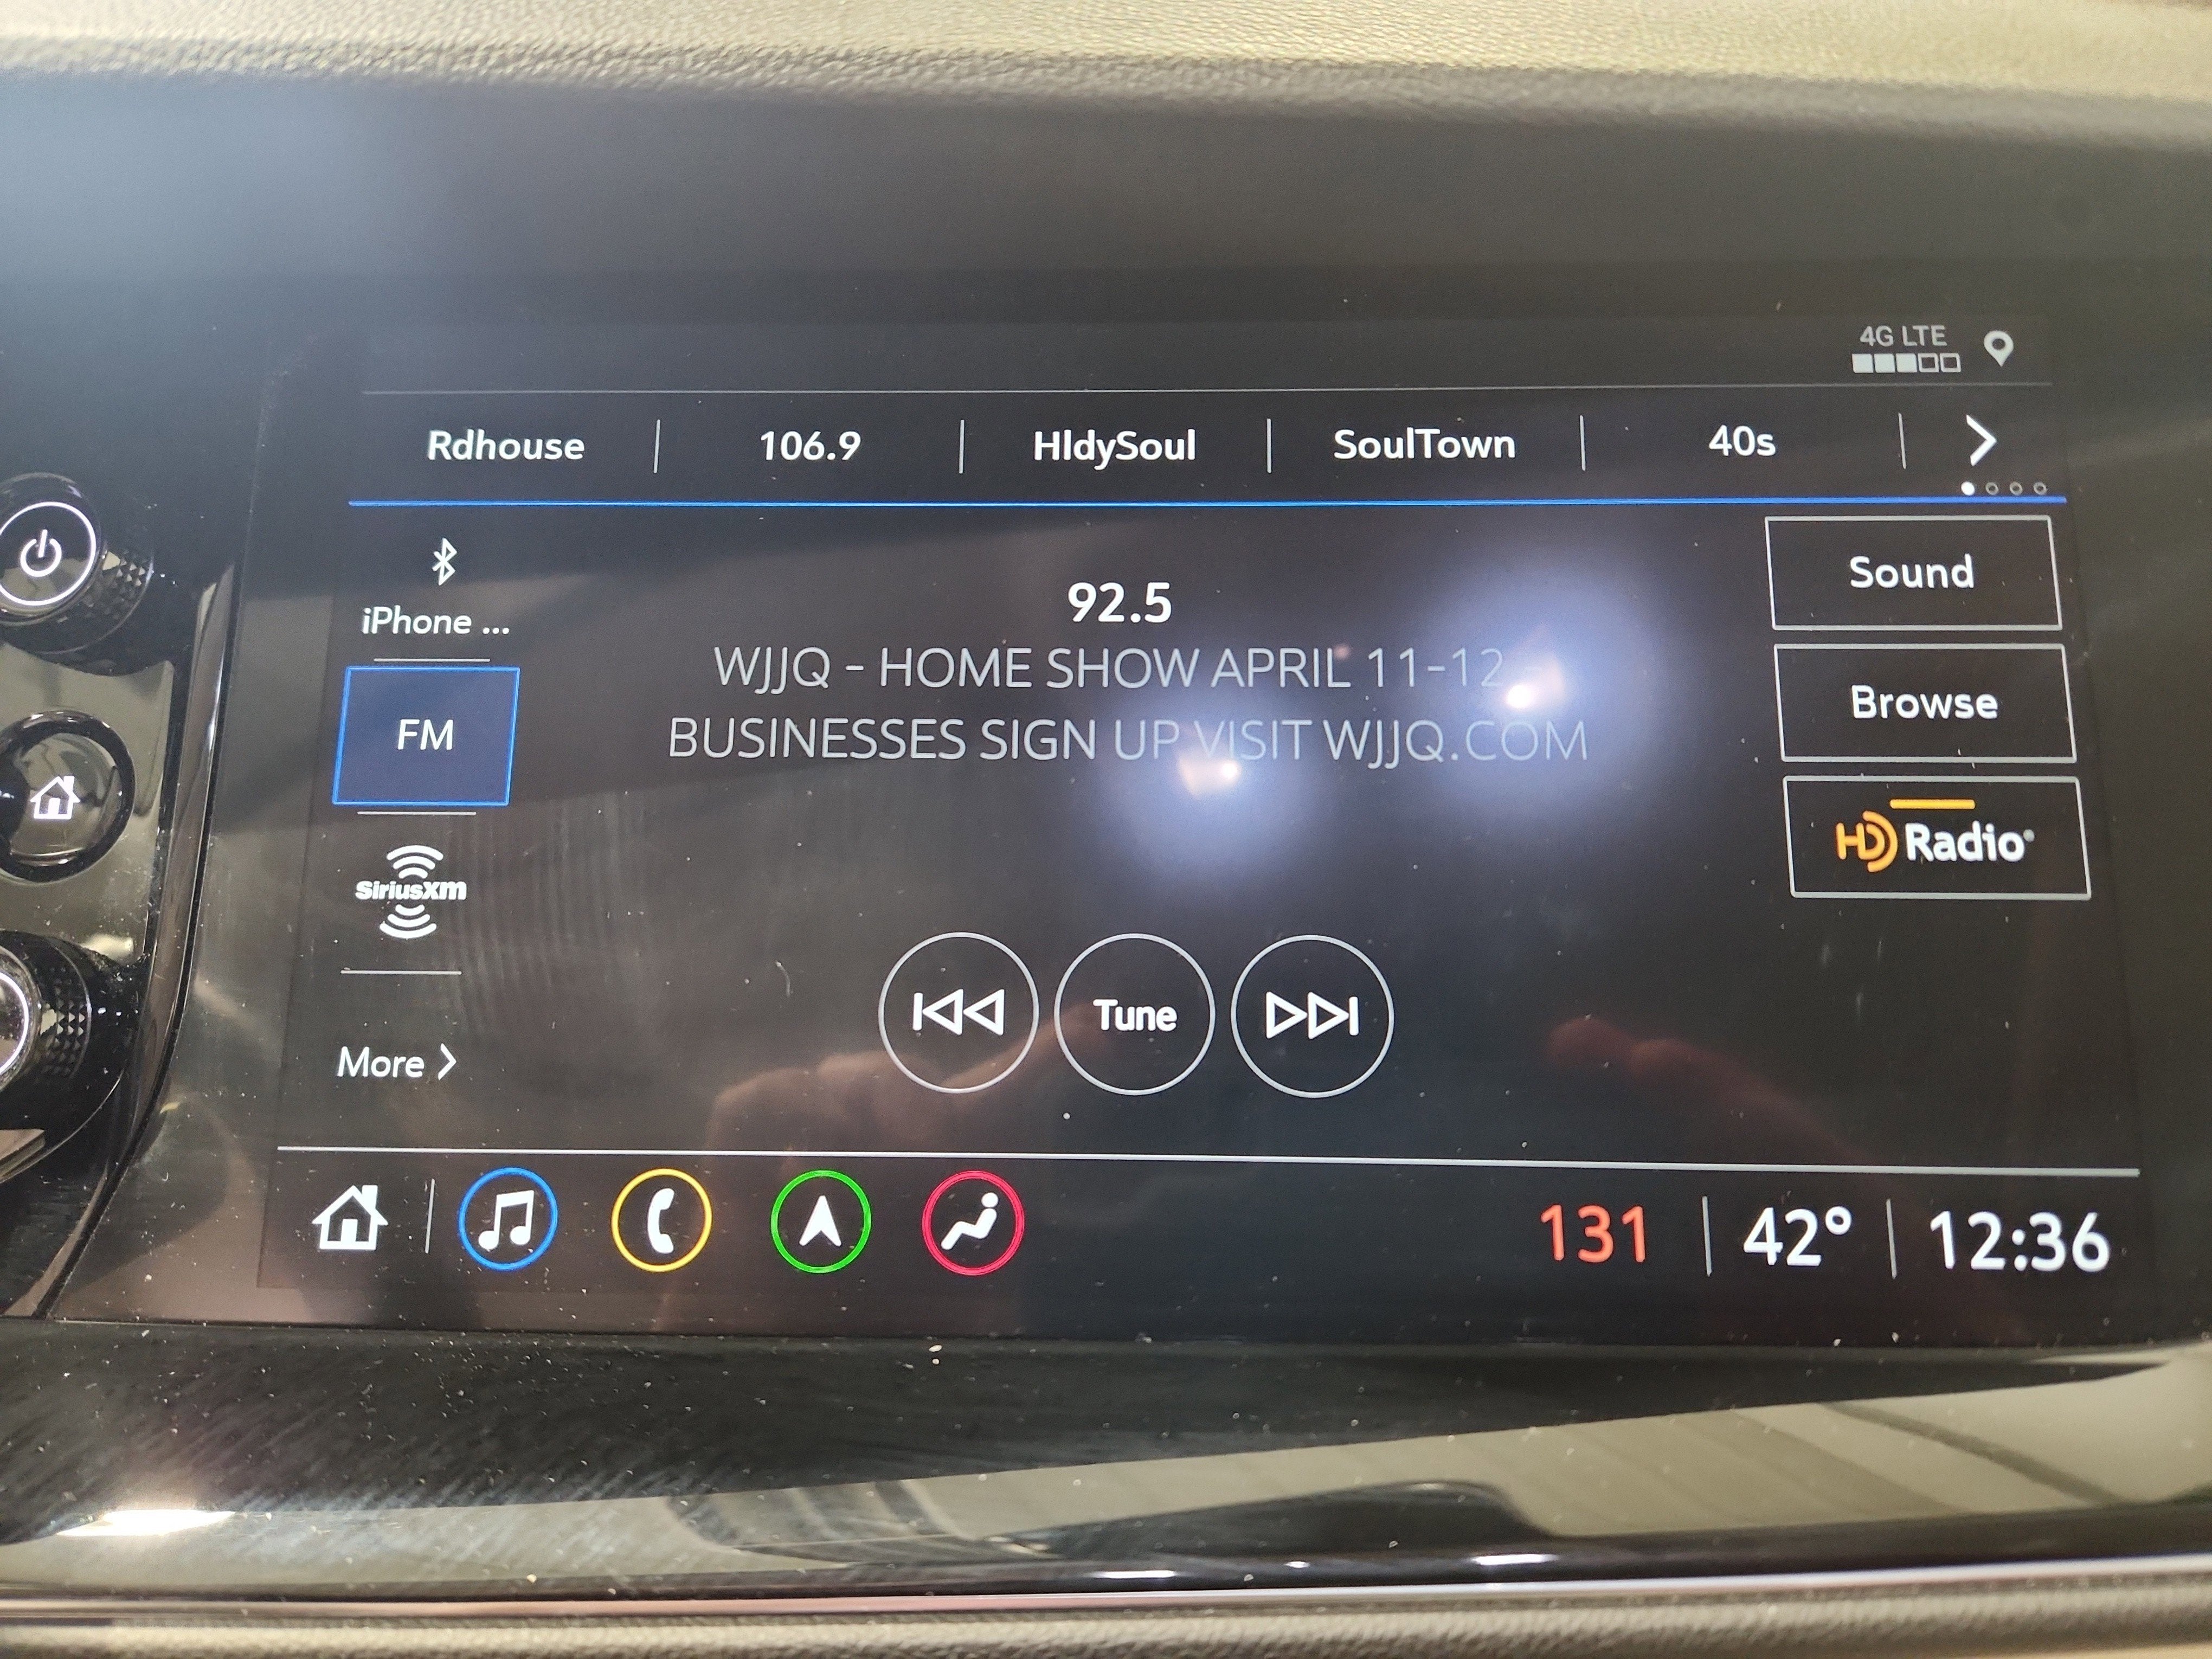 4G LTE
Rdhouse
106.9
HldySoul
SoulTown
40s
iPhone ...
FM
SiriusXm
More
92.5
WJJQ - HOME SHOW APRIL 11-12 -
BUSINESSES SIGN UP VISIT WJJQ.COM
Tune
Sound
Browse
HD Radio®
131
42°
12:36